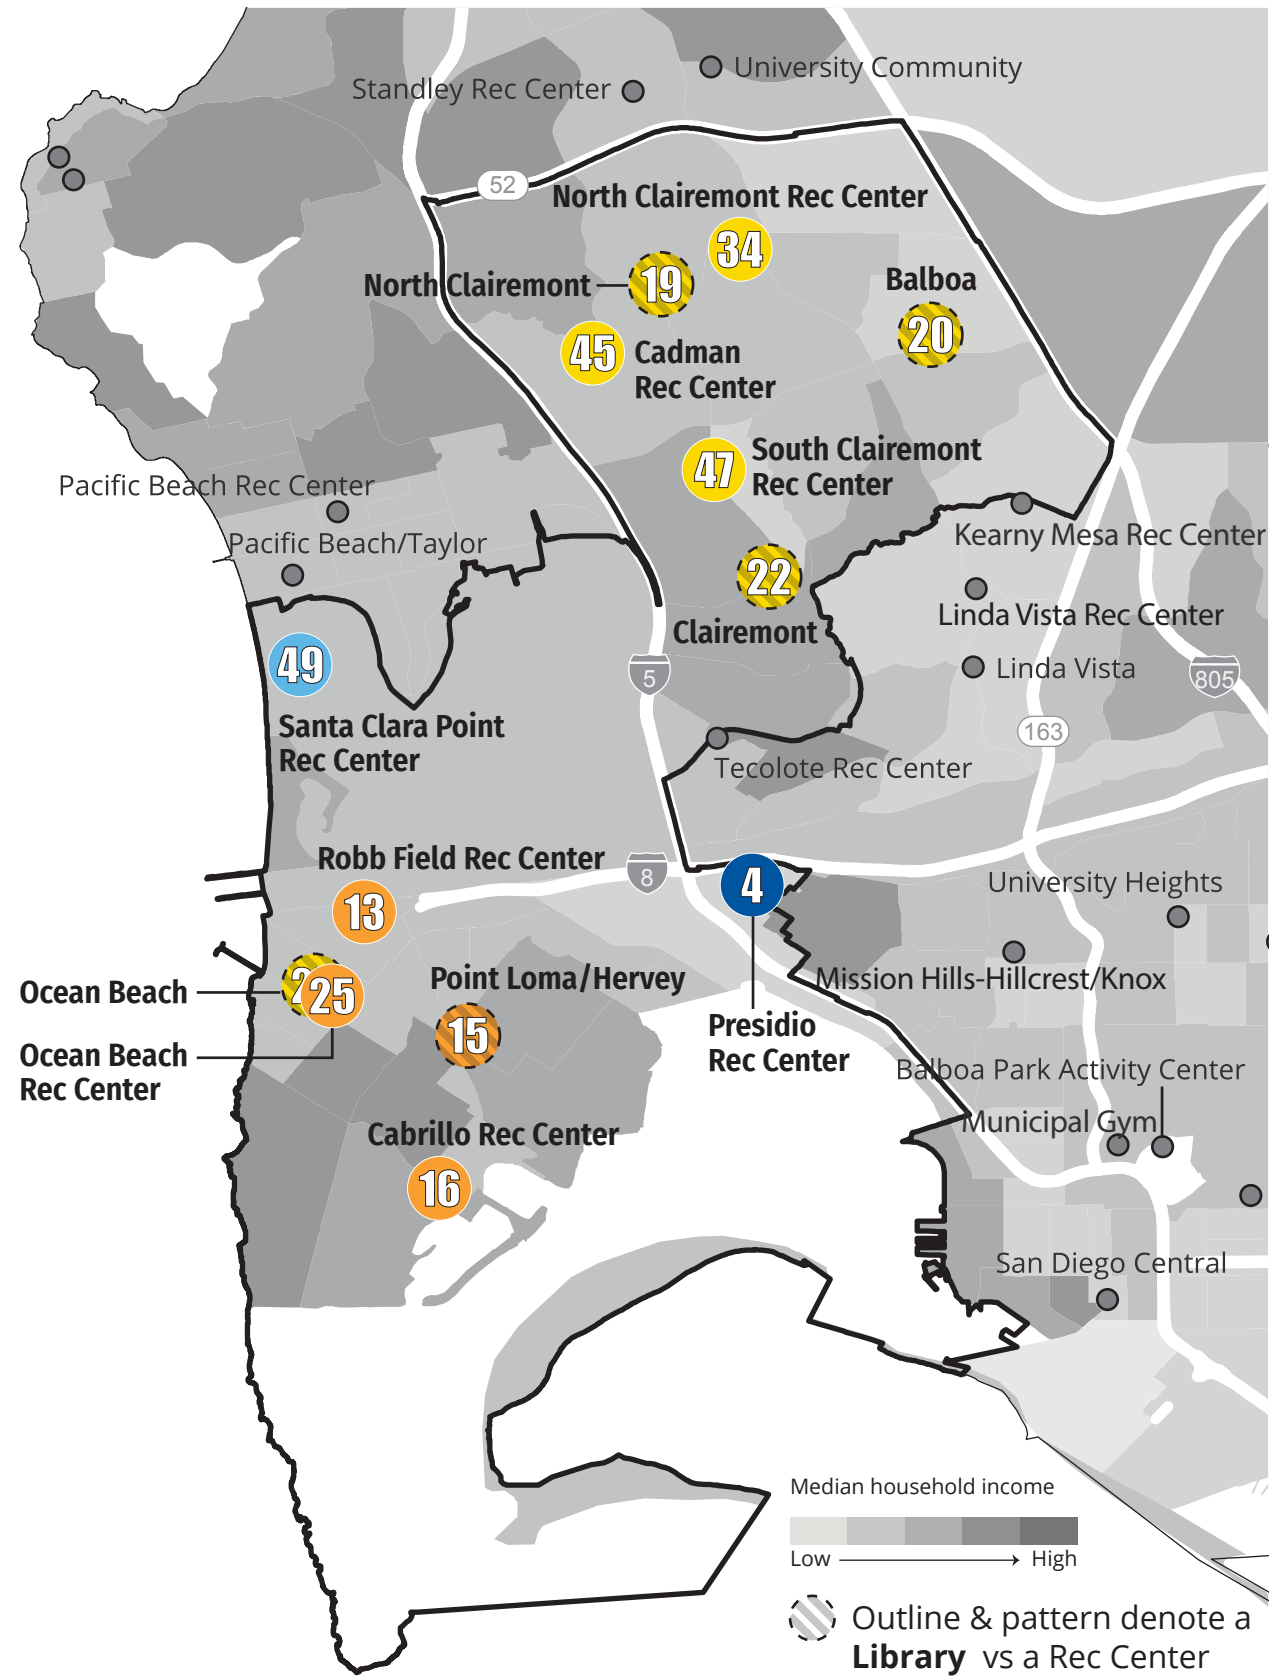 University Community
Standley Rec Center
52
North Clairemont Rec Center
34
North Clairemont
19
Balboa
20
45
Cadman
Rec Center
47
South Clairemont
Rec Center
Pacific Beach Rec Center
Kearny Mesa Rec Center
Pacific Beach/Taylor
22
Clairemont
Linda Vista Rec Center
49
5
Linda Vista
805
Santa Clara Point
Rec Center
163
Tecolote Rec Center
Robb Field Rec Center
8
4
University Heights
13
Ocean Beach
25
Point Loma/Hervey
Mission Hills-Hillcrest/Knox
15
Presidio
Rec Center
Ocean Beach
Rec Center
Balboa Park Activity Center
Municipal Gym
Cabrillo Rec Center
16
San Diego Central
Median household income
Low
High
Outline & pattern denote a
Library vs a Rec Center